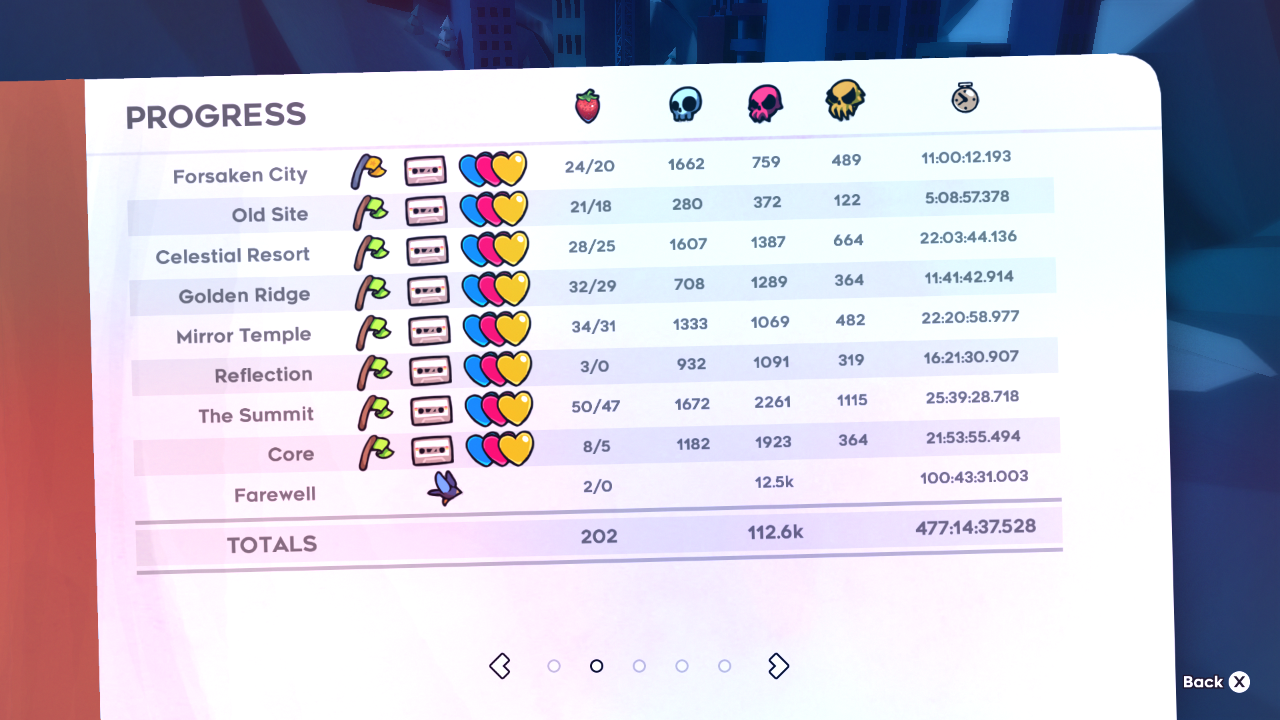 PROGRESS
Forsaken City 24/20 1662 759 489 11:00:12.193
Old Site 21/18 280 372 122 5:08:57.378
Celestial Resort 28/25 1607 1387 664 22:03:44.136
Golden Ridge 32/29 708 1289 364 11:41:42.914
Mirror Temple 34/31 1333 1069 482 22:20:58.977
Reflection 3/0 932 1091 319 16:21:30.907
The Summit 50/47 1672 2261 1115 25:39:28.718
Core 8/5 1182 1923 364 21:53:55.494
Farewell 2/0 12.5k 100:43:31.003
TOTALS 202 112.6k 477:14:37.528
Back X